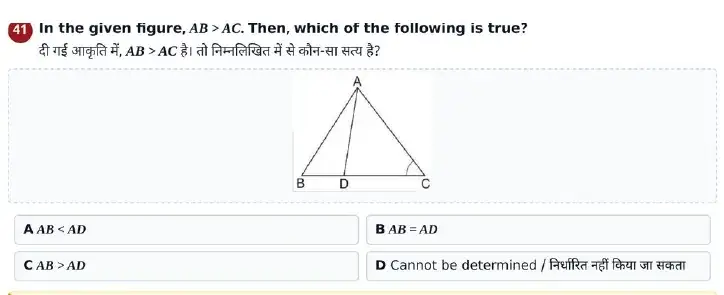 41 In the given figure, AB > AC. Then, which of the following is true?
दी गई आकृति में, AB > AC है। तो निम्नलिखित में से कौन-सा सत्य है?
A
B D C
A AB < AD
B AB = AD
C AB > AD
D Cannot be determined / निर्धारित नहीं किया जा सकता